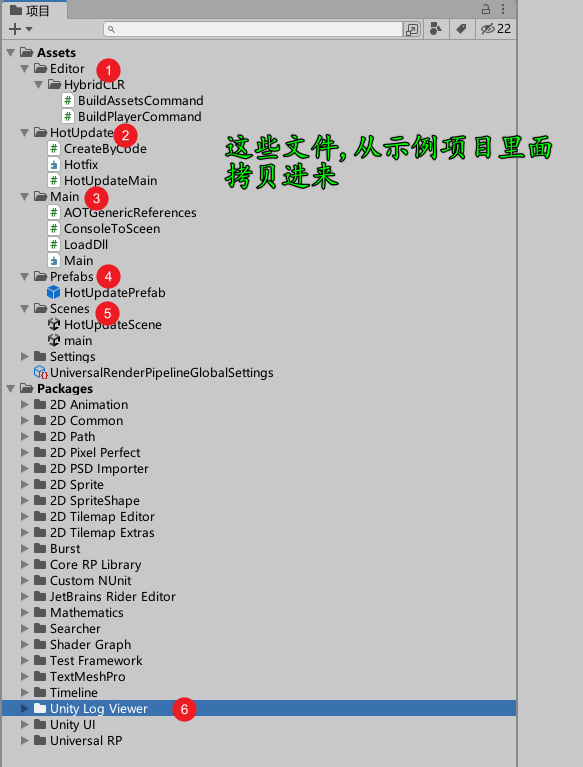 项目
22
Assets
Editor
1
HybridCLR
# BuildAssetsCommand
# BuildPlayerCommand
HotUpdate
2
# CreateByCode
Hotfix
# HotUpdateMain
这些文件,从示例项目里面
拷贝进来
Main
3
# AOTGenericReferences
# ConsoleToSceen
# LoadDll
Main
Prefabs
4
HotUpdatePrefab
Scenes
5
HotUpdateScene
main
Settings
{} UniversalRenderPipelineGlobalSettings
Packages
2D Animation
2D Common
2D Path
2D Pixel Perfect
2D PSD Importer
2D Sprite
2D SpriteShape
2D Tilemap Editor
2D Tilemap Extras
Burst
Core RP Library
Custom NUnit
JetBrains Rider Editor
Mathematics
Searcher
Shader Graph
Test Framework
TextMeshPro
Timeline
Unity Log Viewer
6
Unity UI
Universal RP